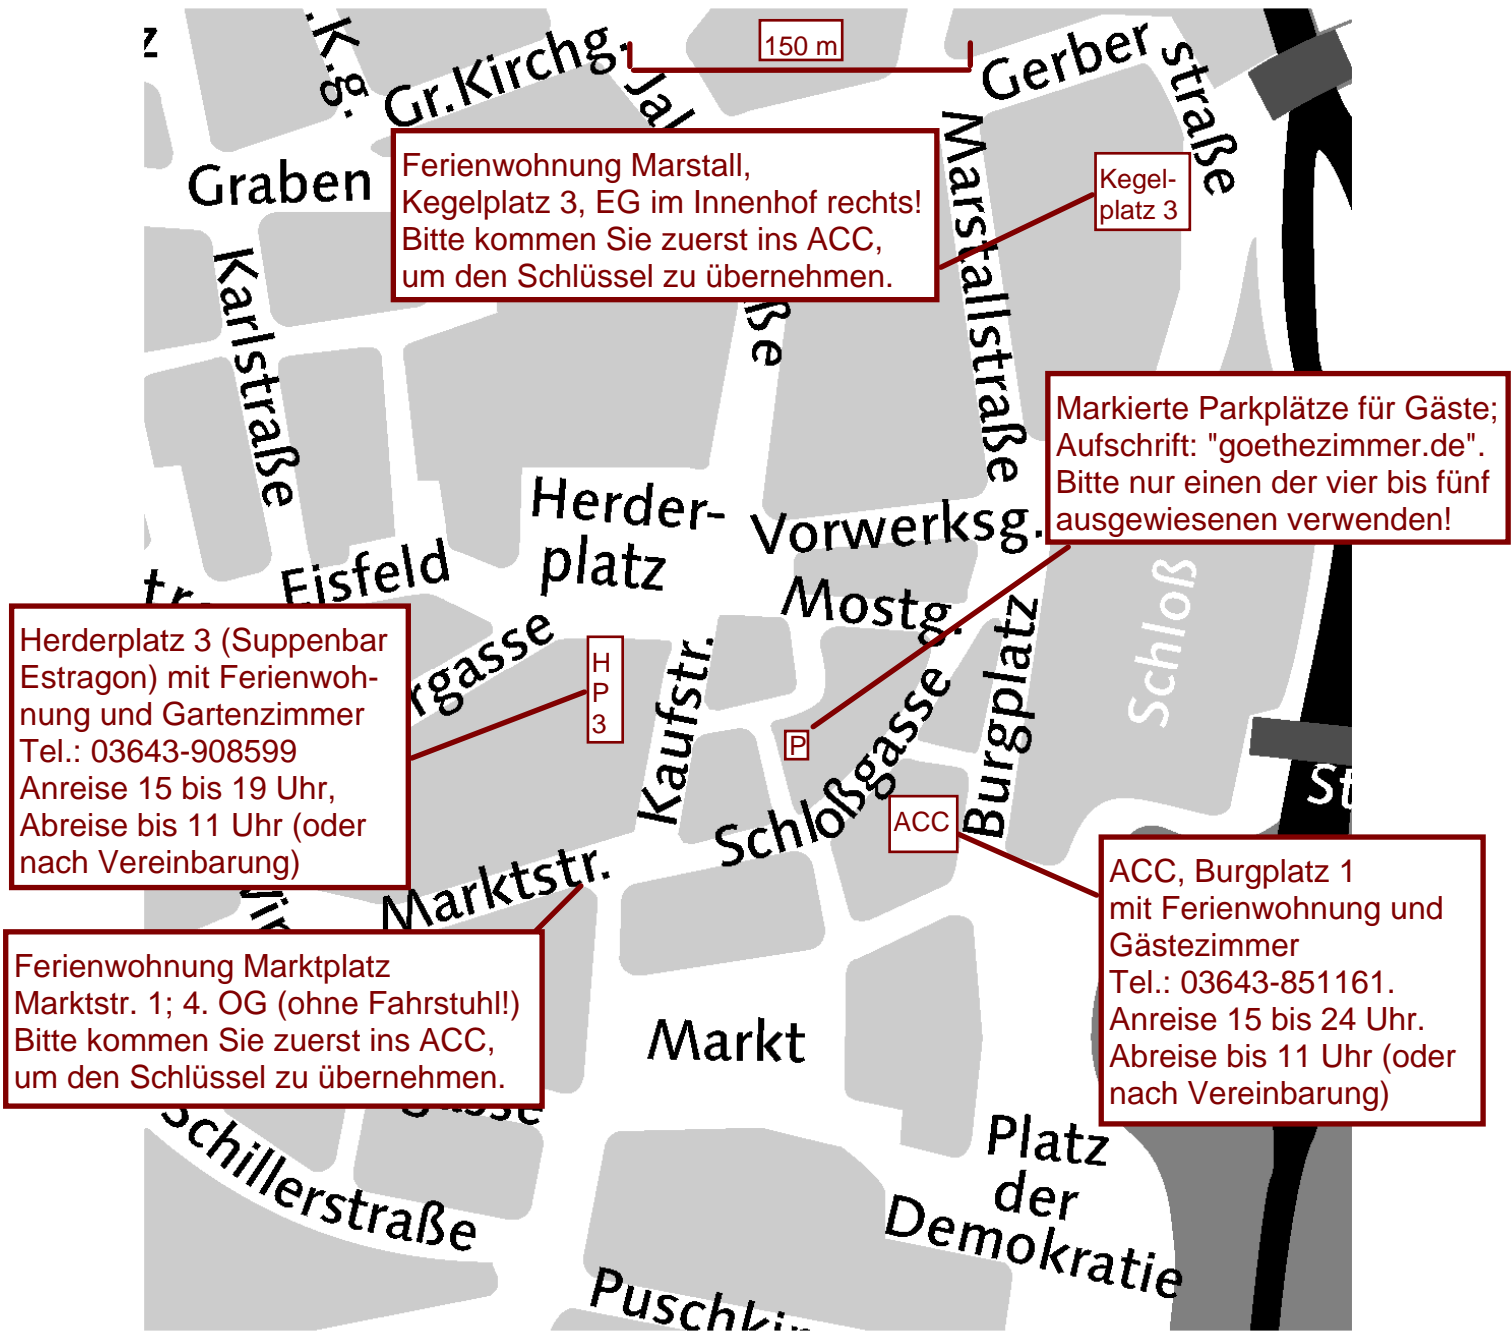 z
.K.g.
Gr.Kirchg.
150 m
Gerber
straße
Graben
Ferienwohnung Marstall,
Kegelplatz 3, EG im Innenhof rechts!
Bitte kommen Sie zuerst ins ACC,
um den Schlüssel zu übernehmen.
Kegel-
platz 3
Marstallstraße
Karlstraße
ße
Markierte Parkplätze für Gäste;
Aufschrift: "goethezimmer.de".
Bitte nur einen der vier bis fünf
ausgewiesenen verwenden!
Herder-
platz
Vorwerksg.
Eisfeld
Mostg.
Schloß
Herderplatz 3 (Suppenbar
Estragon) mit Ferienwoh-
nung und Gartenzimmer
Tel.: 03643-908599
Anreise 15 bis 19 Uhr,
Abreise bis 11 Uhr (oder
nach Vereinbarung)
rgasse
H
P
3
Kaufstr.
P
Schloßgasse
Burgplatz
ACC
St
Marktstr.
ACC, Burgplatz 1
mit Ferienwohnung und
Gästezimmer
Tel.: 03643-851161.
Anreise 15 bis 24 Uhr.
Abreise bis 11 Uhr (oder
nach Vereinbarung)
Ferienwohnung Marktplatz
Marktstr. 1; 4. OG (ohne Fahrstuhl!)
Bitte kommen Sie zuerst ins ACC,
um den Schlüssel zu übernehmen.
Markt
gasse
Schillerstraße
Platz
der
Demokratie
Puschkin